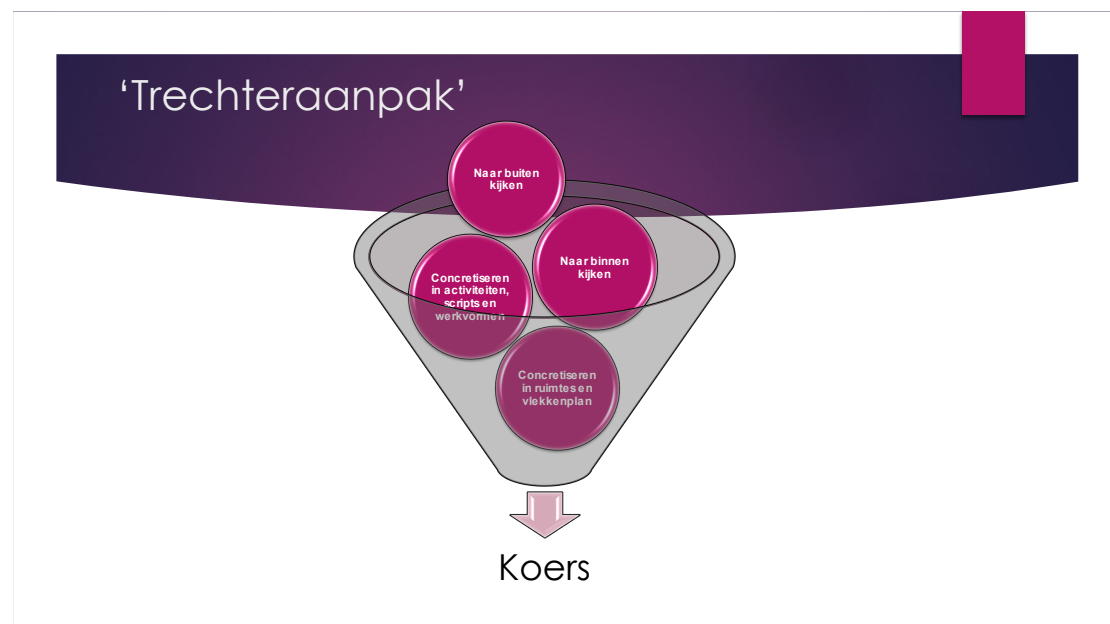 ‘Trechteraanpak’
Naar buiten
kijken
Naar binnen
kijken
Concretiseren
in activiteiten,
scripts en
werkvormen
Concretiseren
in ruimtes en
vlekkenplan
Koers